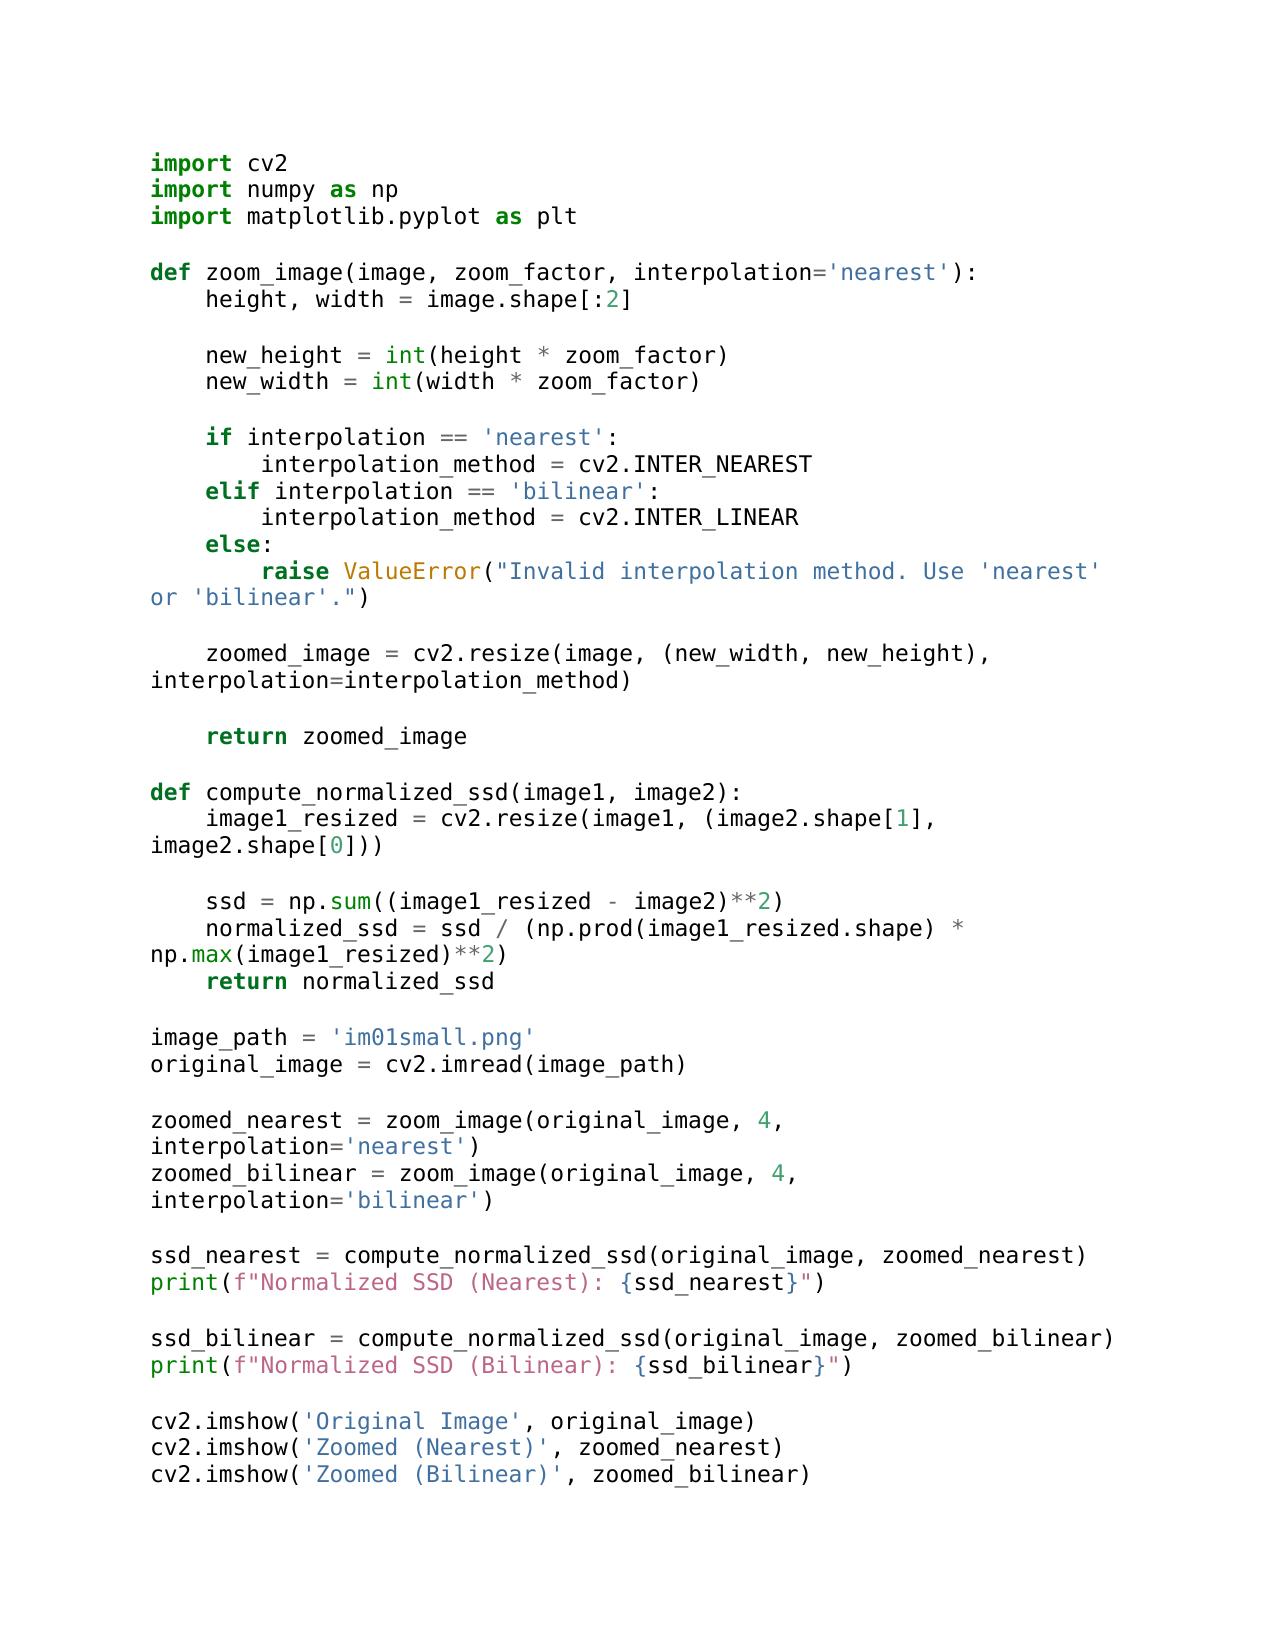 import cv2
import numpy as np
import matplotlib.pyplot as plt

def zoom_image(image, zoom_factor, interpolation='nearest'):
    height, width = image.shape[:2]

    new_height = int(height * zoom_factor)
    new_width = int(width * zoom_factor)

    if interpolation == 'nearest':
        interpolation_method = cv2.INTER_NEAREST
    elif interpolation == 'bilinear':
        interpolation_method = cv2.INTER_LINEAR
    else:
        raise ValueError("Invalid interpolation method. Use 'nearest'
or 'bilinear'.")

    zoomed_image = cv2.resize(image, (new_width, new_height),
interpolation=interpolation_method)

    return zoomed_image

def compute_normalized_ssd(image1, image2):
    image1_resized = cv2.resize(image1, (image2.shape[1],
image2.shape[0]))

    ssd = np.sum((image1_resized - image2)**2)
    normalized_ssd = ssd / (np.prod(image1_resized.shape) *
np.max(image1_resized)**2)
    return normalized_ssd

image_path = 'im01small.png'
original_image = cv2.imread(image_path)

zoomed_nearest = zoom_image(original_image, 4,
interpolation='nearest')
zoomed_bilinear = zoom_image(original_image, 4,
interpolation='bilinear')

ssd_nearest = compute_normalized_ssd(original_image, zoomed_nearest)
print(f"Normalized SSD (Nearest): {ssd_nearest}")

ssd_bilinear = compute_normalized_ssd(original_image, zoomed_bilinear)
print(f"Normalized SSD (Bilinear): {ssd_bilinear}")

cv2.imshow('Original Image', original_image)
cv2.imshow('Zoomed (Nearest)', zoomed_nearest)
cv2.imshow('Zoomed (Bilinear)', zoomed_bilinear)